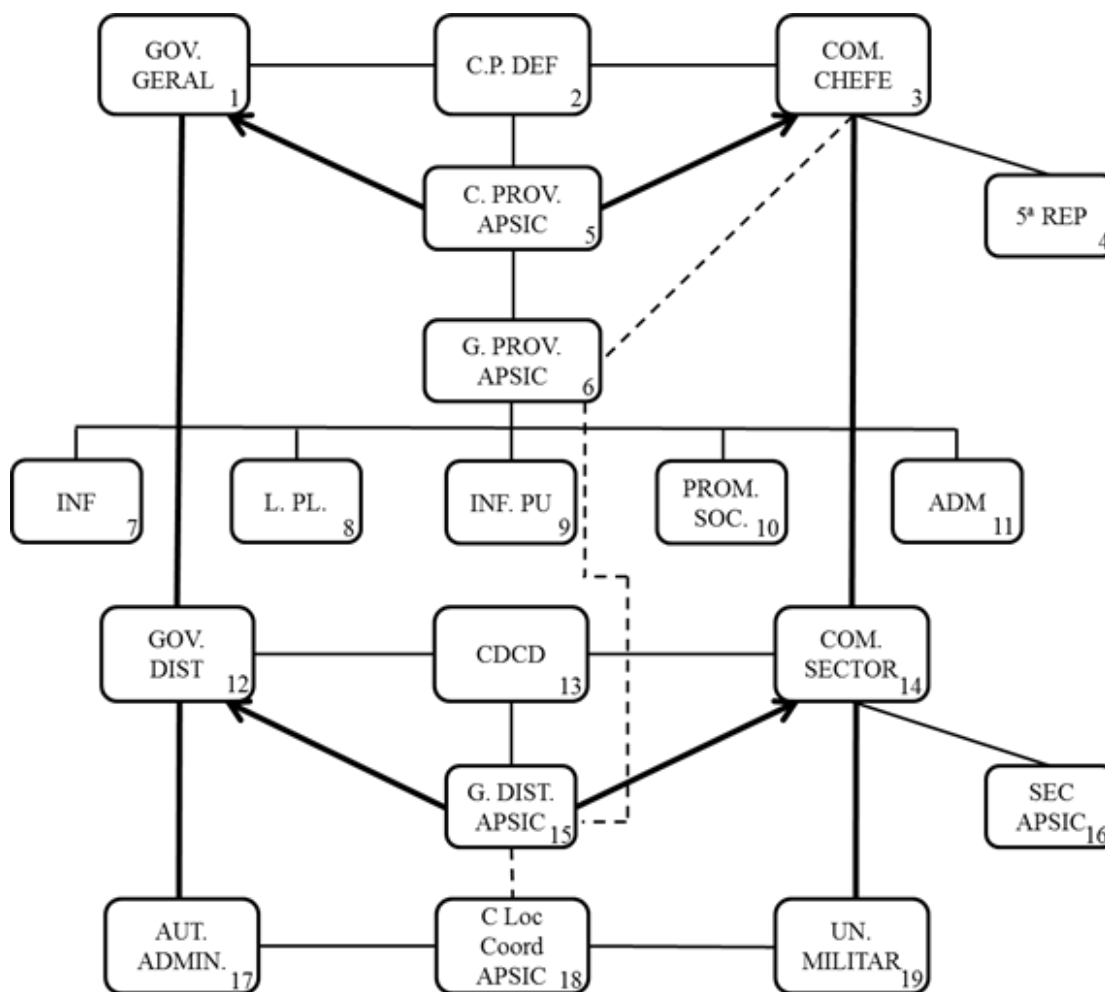 GOV.
GERAL
1
C.P. DEF
2
COM.
CHEFE
3
5ª REP
4
C. PROV.
APSIC
5
G. PROV.
APSIC
6
INF
7
L. PL.
8
INF. PU
9
PROM.
SOC.
10
ADM
11
GOV.
DIST
12
CDCD
13
COM.
SECTOR
14
G. DIST.
APSIC
15
SEC
APSIC
16
AUT.
ADMIN.
17
C Loc
Coord
APSIC
18
UN.
MILITAR
19